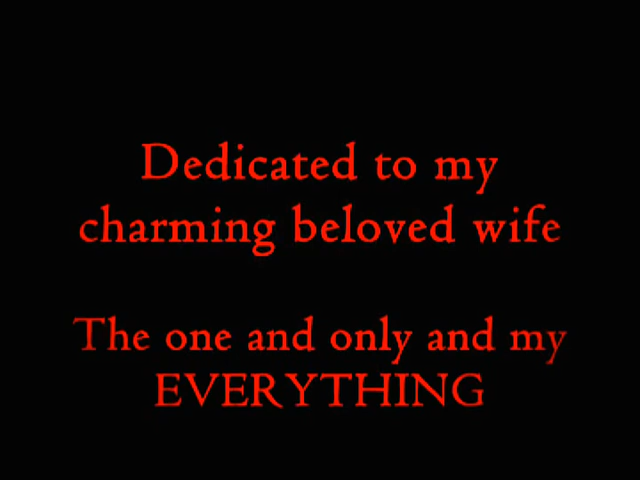 Dedicated to my
charming beloved wife
The one and only and my
EVERYTHING